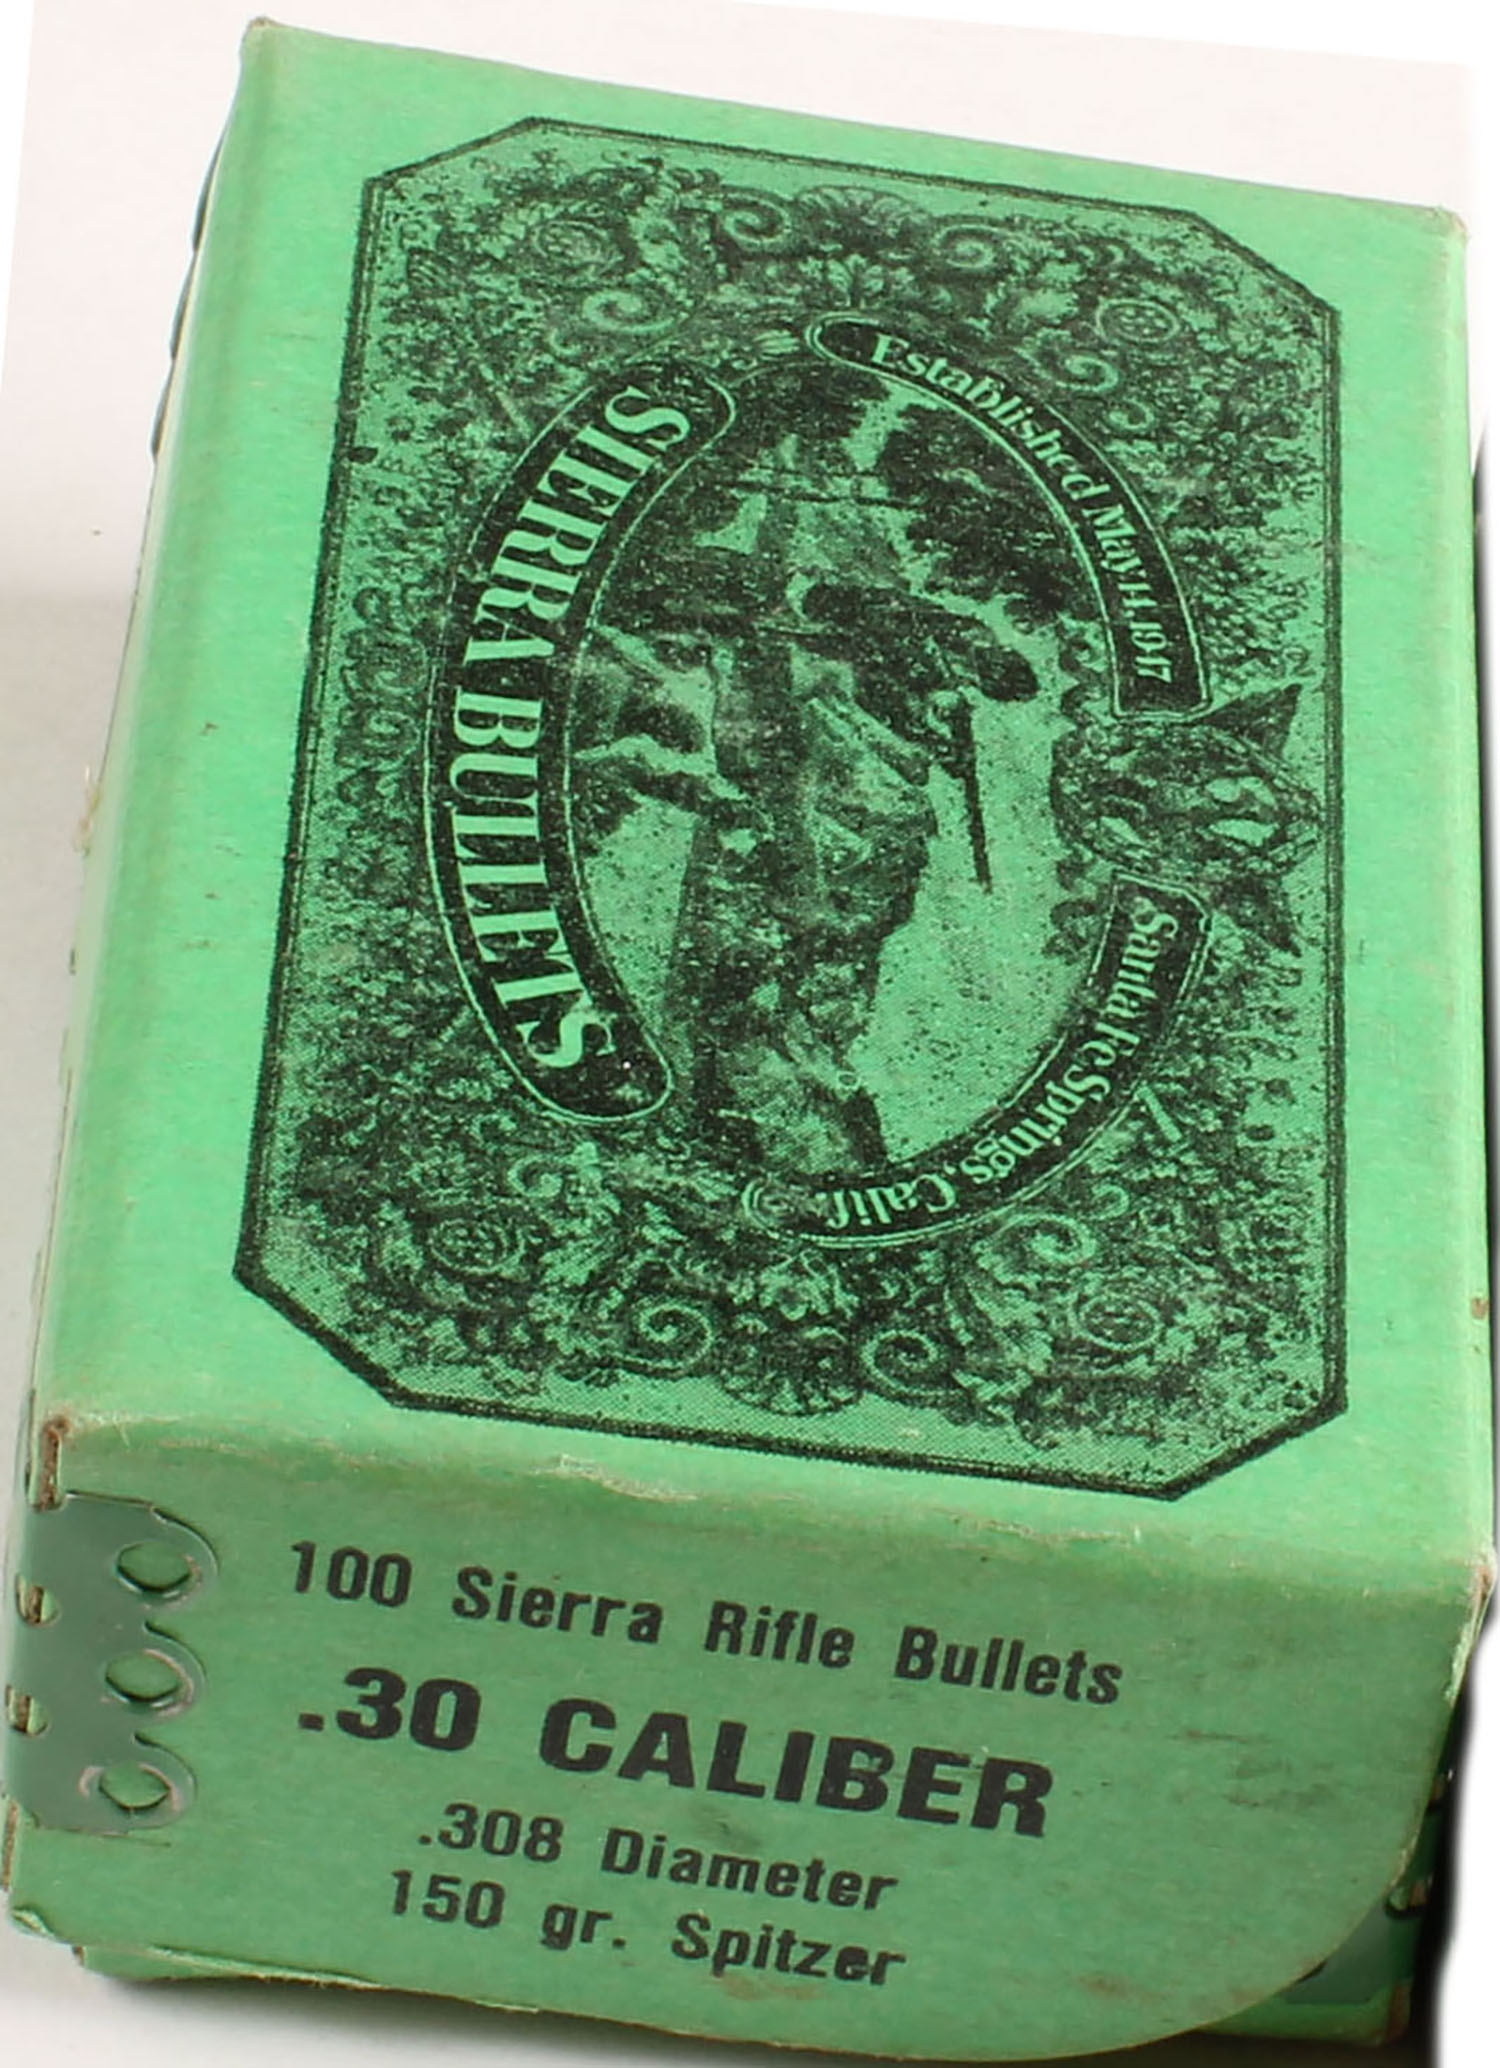 SIERRA BULLETS
Established May 11, 1947
Santa Fe Springs, Calif.
100 Sierra Rifle Bullets
.30 CALIBER
.308 Diameter
150 gr. Spitzer